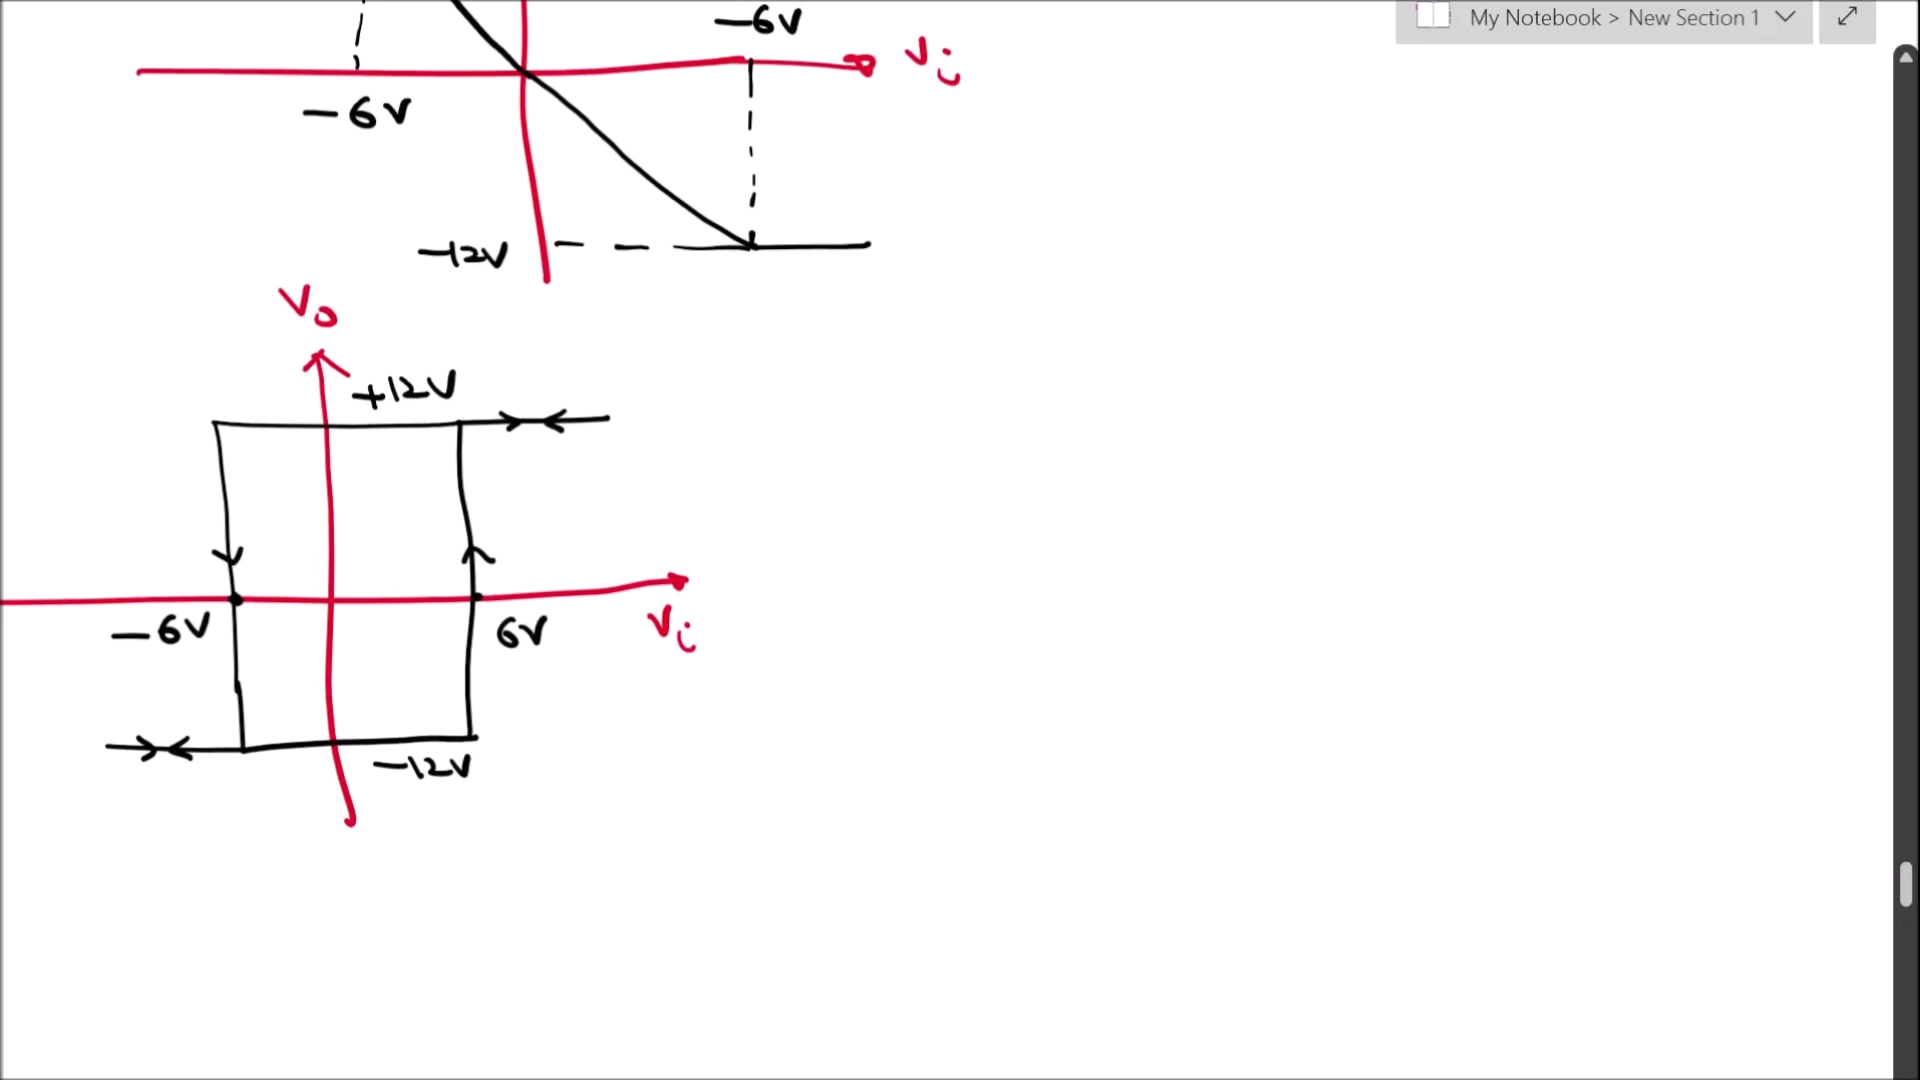 My Notebook > New Section 1
-6V
Vi
-6V
-12V
Vo
+12V
-6V
6V
Vi
-12V